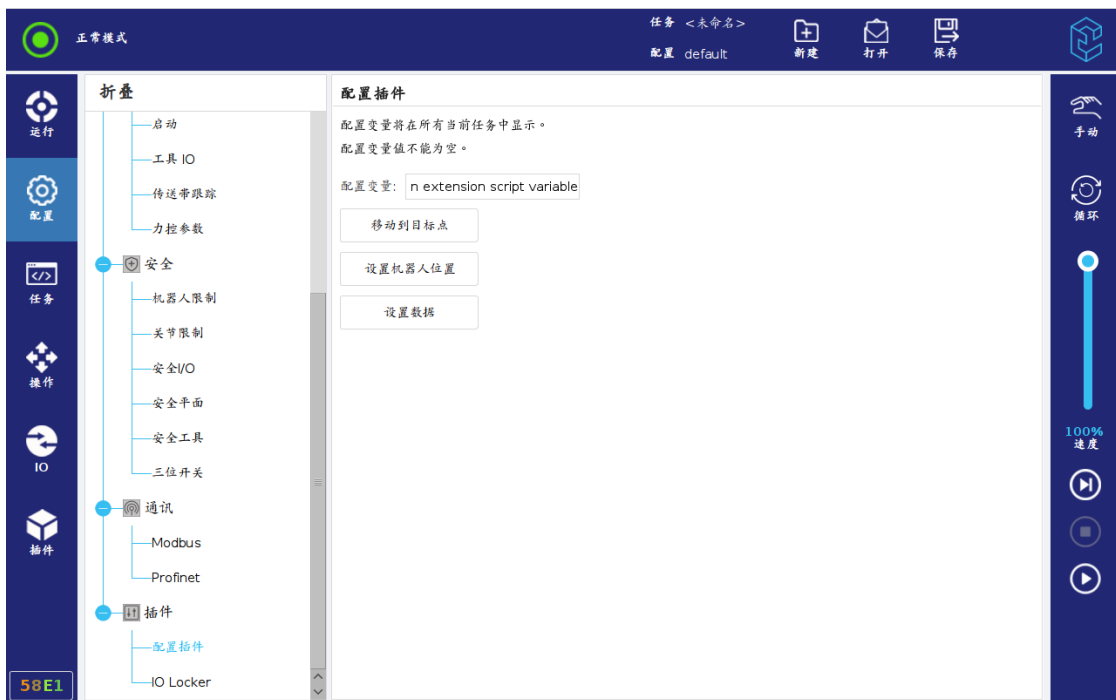 正常模式
任务 <未命名>
配置 default
新建
打开
保存
运行
配置
任务
操作
IO
插件
58E1
折叠
启动
工具 IO
传送带跟踪
力控参数
安全
机器人限制
关节限制
安全I/O
安全平面
安全工具
三位开关
通讯
Modbus
Profinet
插件
配置插件
IO Locker
配置插件
配置变量将在所有当前任务中显示。
配置变量值不能为空。
配置变量: n extension script variable
移动到目标点
设置机器人位置
设置数据
手动
循环
100%
速度